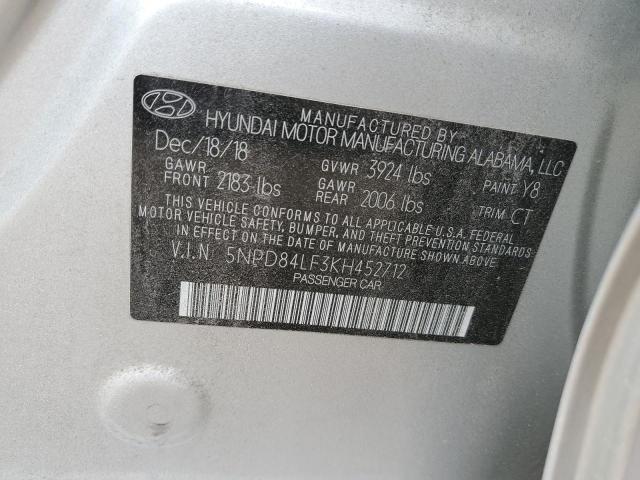 MANUFACTURED BY
HYUNDAI MOTOR MANUFACTURING ALABAMA, LLC
Dec/18/18 GVWR 3924 lbs PAINT Y8
GAWR FRONT 2183 lbs GAWR REAR 2006 lbs TRIM CT
THIS VEHICLE CONFORMS TO ALL APPLICABLE U.S.A. FEDERAL
MOTOR VEHICLE SAFETY, BUMPER, AND THEFT PREVENTION STANDARDS
IN EFFECT ON THE DATE OF MANUFACTURE SHOWN ABOVE.
V.I.N 5NPD84LF3KH452712
PASSENGER CAR